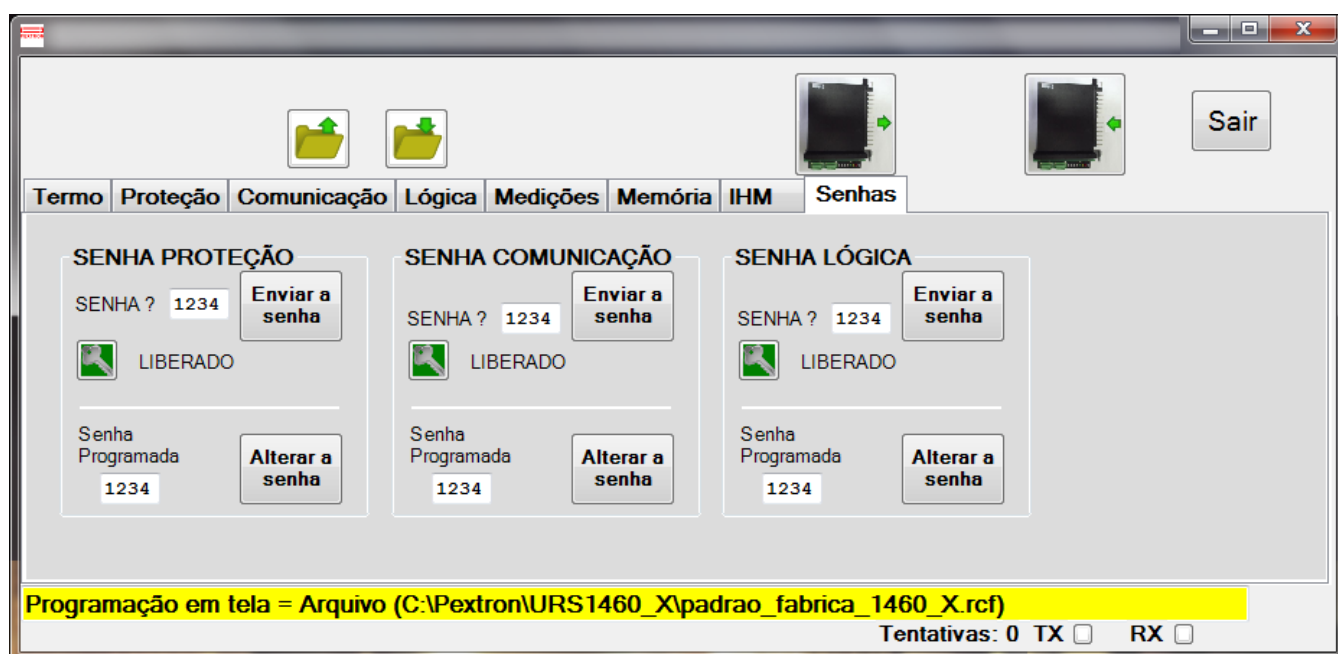 Sair
Termo Proteção Comunicação Lógica Medições Memória IHM Senhas
SENHA PROTEÇÃO
SENHA ? 1234 Enviar a senha
LIBERADO
Senha
Programada
1234
Alterar a
senha
SENHA COMUNICAÇÃO
SENHA ? 1234 Enviar a senha
LIBERADO
Senha
Programada
1234
Alterar a
senha
SENHA LÓGICA
SENHA ? 1234 Enviar a senha
LIBERADO
Senha
Programada
1234
Alterar a
senha
Programação em tela = Arquivo (C:\Pextron\URS1460_X\padrao_fabrica_1460_X.rcf)
Tentativas: 0 TX RX